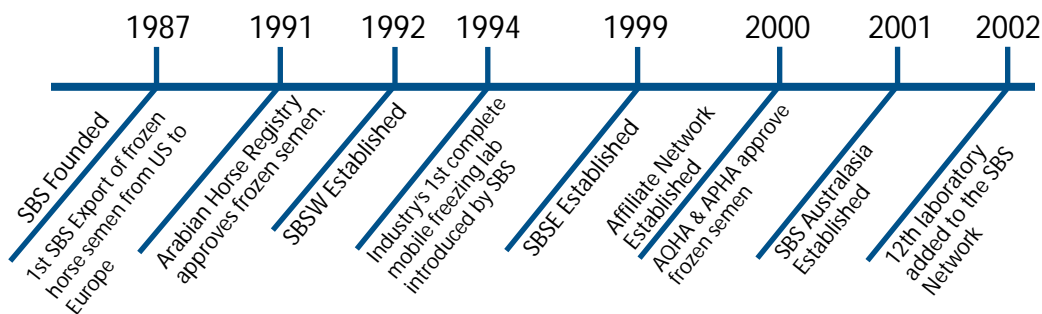 1987
1991
1992
1994
1999
2000
2001
2002
SBS Founded
1st SBS Export of frozen
horse semen from US to
Europe
Arabian Horse Registry
approves frozen semen.
SBSW Established
Industry's 1st complete
mobile freezing lab
introduced by SBS
SBSE Established
Affiliate Network
Established
AQHA & APHA approve
frozen semen
SBS Australasia
Established
12th laboratory
added to the SBS
Network